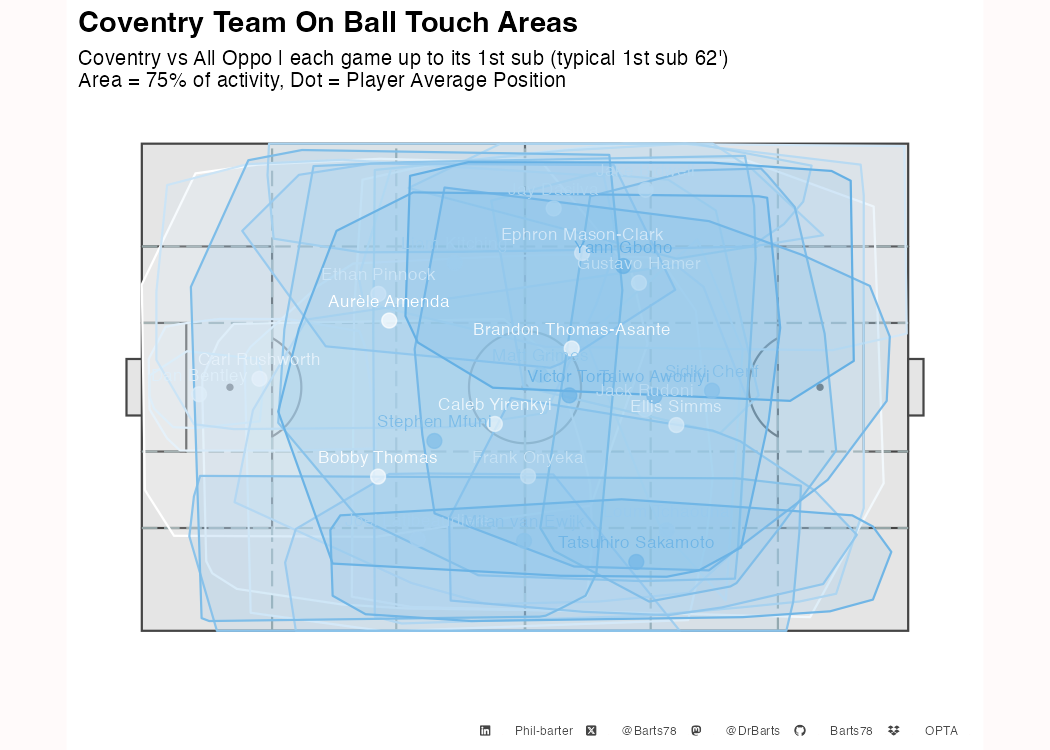 Coventry Team On Ball Touch Areas
Coventry vs All Oppo | each game up to its 1st sub (typical 1st sub 62')
Area = 75% of activity, Dot = Player Average Position
Ephron Mason-Clark
Yann Gboho
Gustavo Hamer
Ethan Pinnock
Aurèle Amenda
Brandon Thomas-Asante
Carl Rushworth
Bentley
Victor Torp
Taiwo Awoniyi
Sidiki Cherif
Jack Rudoni
Caleb Yirenkyi
Ellis Simms
Stephen Mfuni
Bobby Thomas
Frank Onyeka
Milan van Ewijk
Tatsuhiro Sakamoto
Phil-barter
@Barts78
@DrBarts
Barts78
OPTA